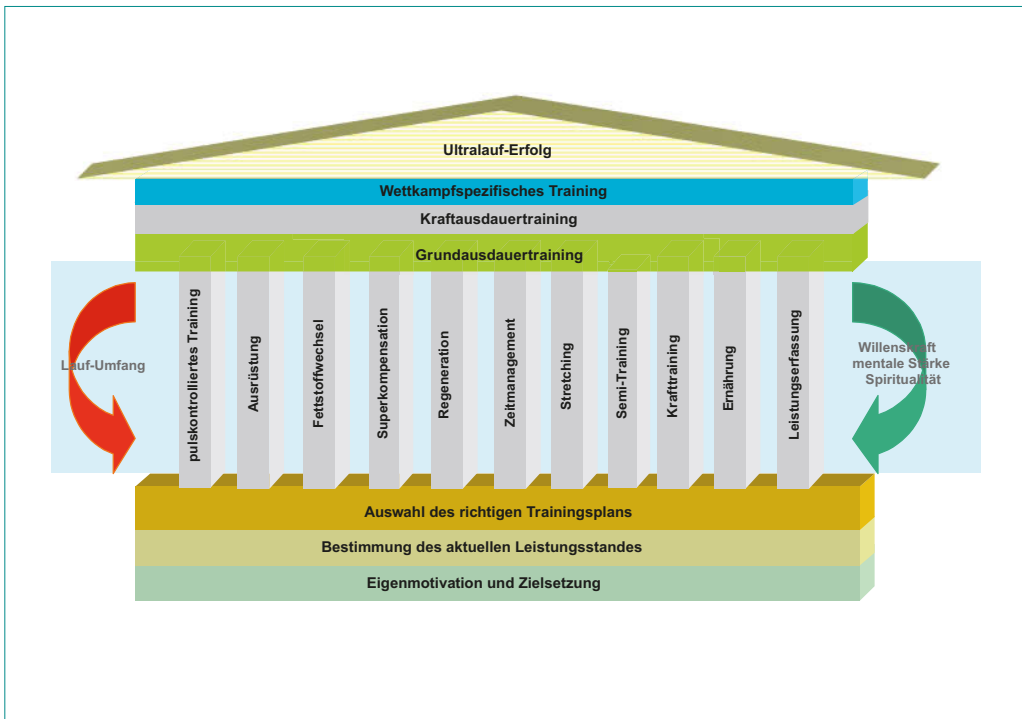 Ultralauf-Erfolg
Wettkampfspezifisches Training
Kraftausdauertraining
Grundausdauertraining
Lauf-Umfang
pulskontrolliertes Training
Ausrüstung
Fettstoffwechsel
Superkompensation
Regeneration
Zeitmanagement
Stretching
Semi-Training
Krafttraining
Ernährung
Leistungserfassung
Willenskraft
mentale Stärke
Spiritualität
Auswahl des richtigen Trainingsplans
Bestimmung des aktuellen Leistungsstandes
Eigenmotivation und Zielsetzung